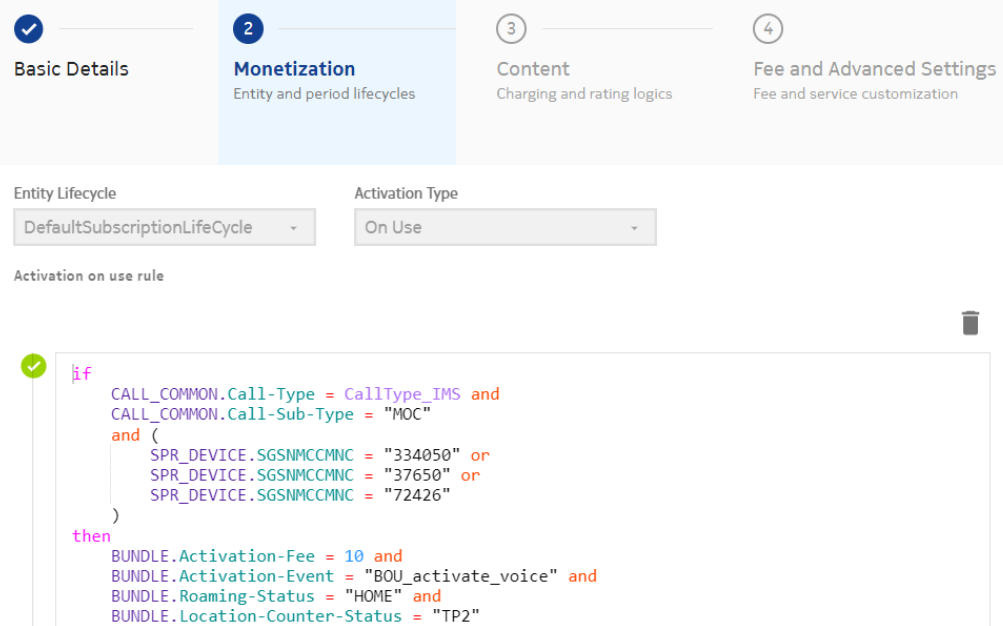 2
3
4
Basic Details
Monetization
Content
Fee and Advanced Settings
Entity and period lifecycles
Charging and rating logics
Fee and service customization
Entity Lifecycle
Activation Type
DefaultSubscriptionLifeCycle
On Use
Activation on use rule
if
CALL_COMMON.Call-Type = CallType_IMS and
CALL_COMMON.Call-Sub-Type = "MOC"
and (
SPR_DEVICE.SGSNMCCMNC = "334050" or
SPR_DEVICE.SGSNMCCMNC = "37650" or
SPR_DEVICE.SGSNMCCMNC = "72426"
)
then
BUNDLE.Activation-Fee = 10 and
BUNDLE.Activation-Event = "BOU_activate_voice" and
BUNDLE.Roaming-Status = "HOME" and
BUNDLE.Location-Counter-Status = "TP2"